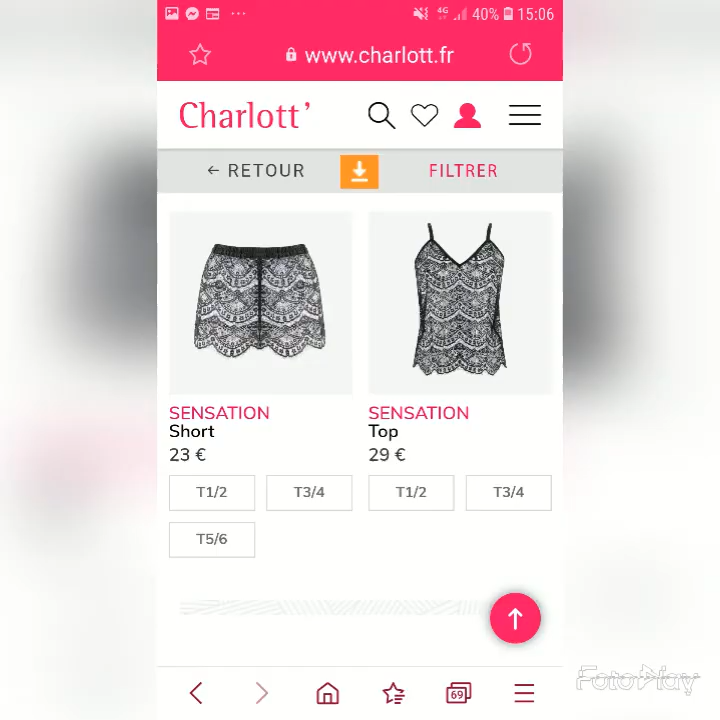 4G 40% 15:06
www.charlott.fr
Charlott'
← RETOUR
FILTRER
SENSATION
Short
23 €
T1/2 T3/4
T5/6
SENSATION
Top
29 €
T1/2 T3/4
69
FotoPlay